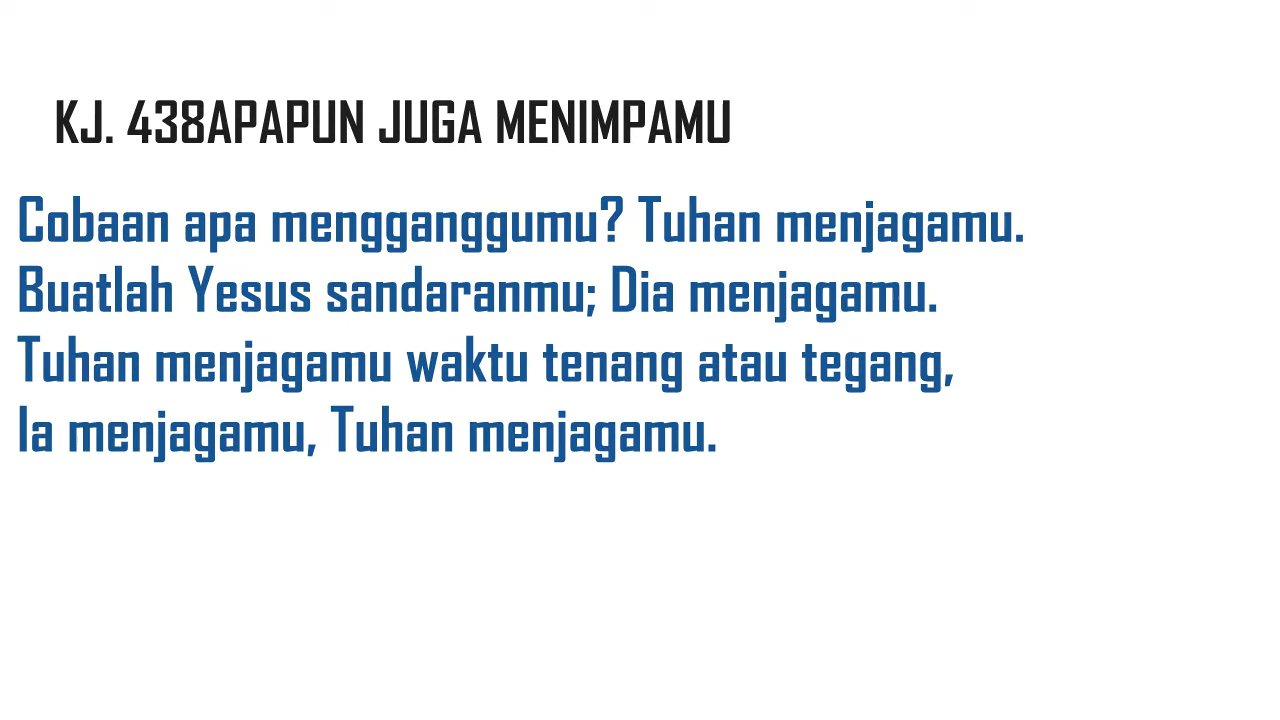 KJ. 438APAPUN JUGA MENIMPAMU
Cobaan apa mengganggumu? Tuhan menjagamu.
Buatlah Yesus sandaranmu; Dia menjagamu.
Tuhan menjagamu waktu tenang atau tegang,
Ia menjagamu, Tuhan menjagamu.